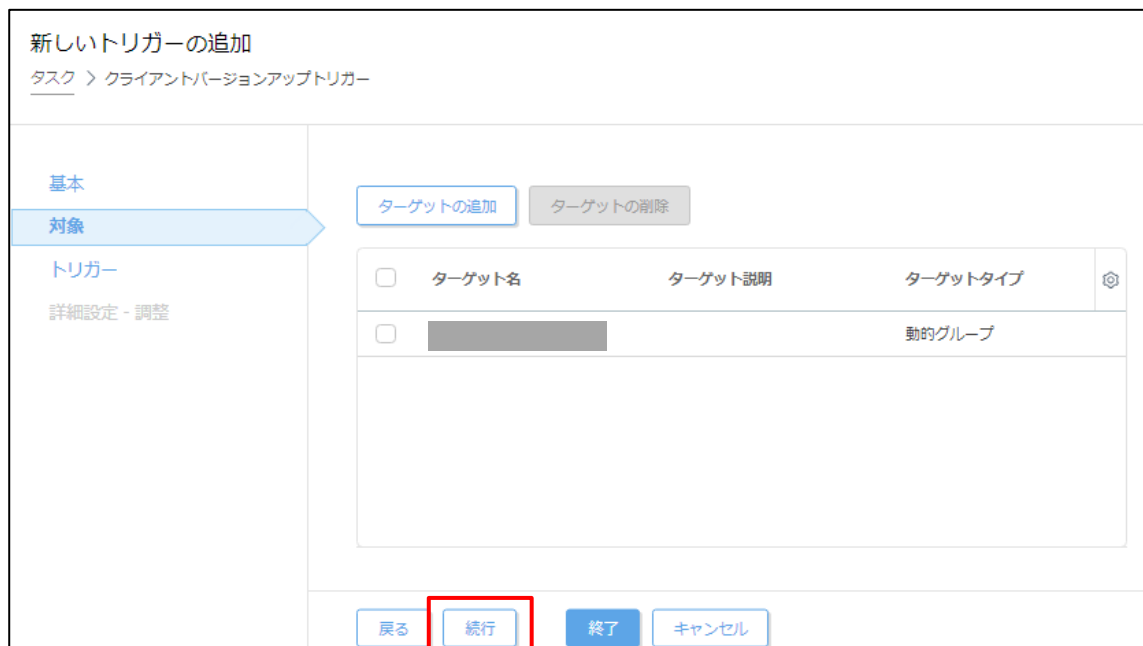 新しいトリガーの追加
タスク > クライアントバージョンアップトリガー
基本
対象
トリガー
詳細設定 - 調整
ターゲットの追加 ターゲットの削除
ターゲット名 ターゲット説明 ターゲットタイプ
動的グループ
戻る 続行 終了 キャンセル